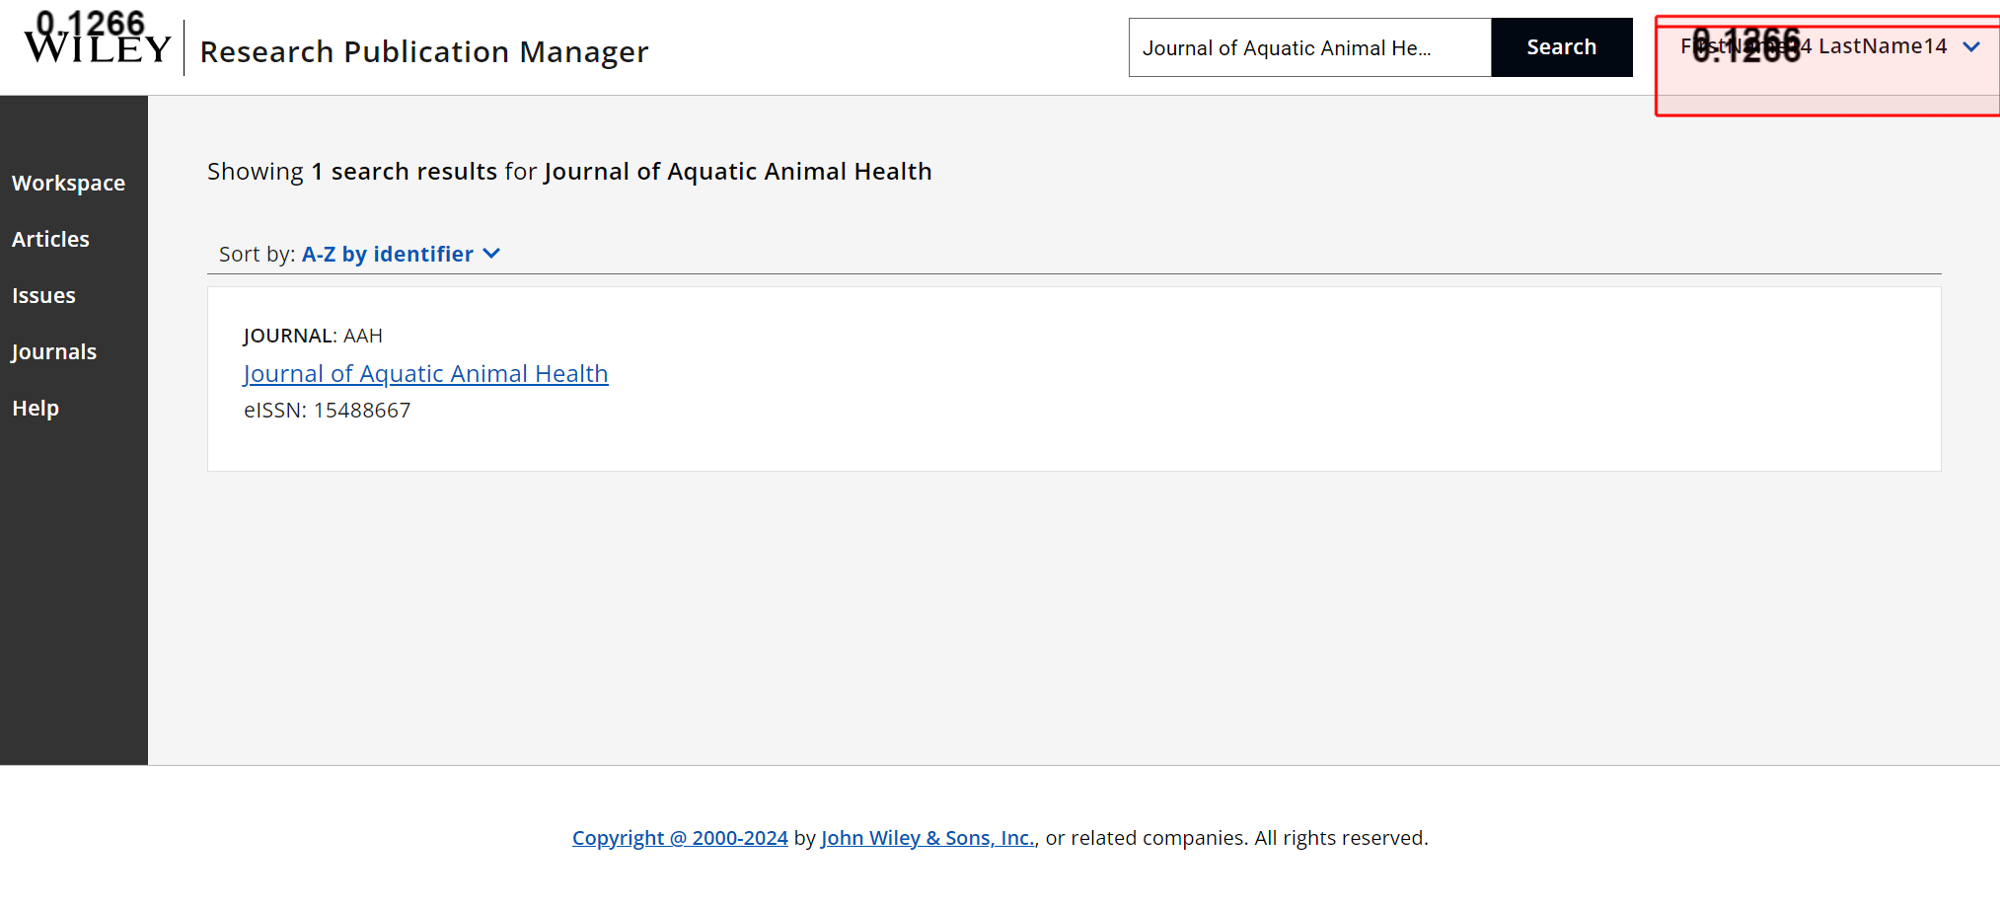 0.1266
WILEY
Research Publication Manager
Journal of Aquatic Animal He...
Search
0.1266
FirstName14 LastName14
Workspace
Articles
Issues
Journals
Help
Showing 1 search results for Journal of Aquatic Animal Health
Sort by: A-Z by identifier
JOURNAL: AAH
Journal of Aquatic Animal Health
eISSN: 15488667
Copyright @ 2000-2024 by John Wiley & Sons, Inc., or related companies. All rights reserved.